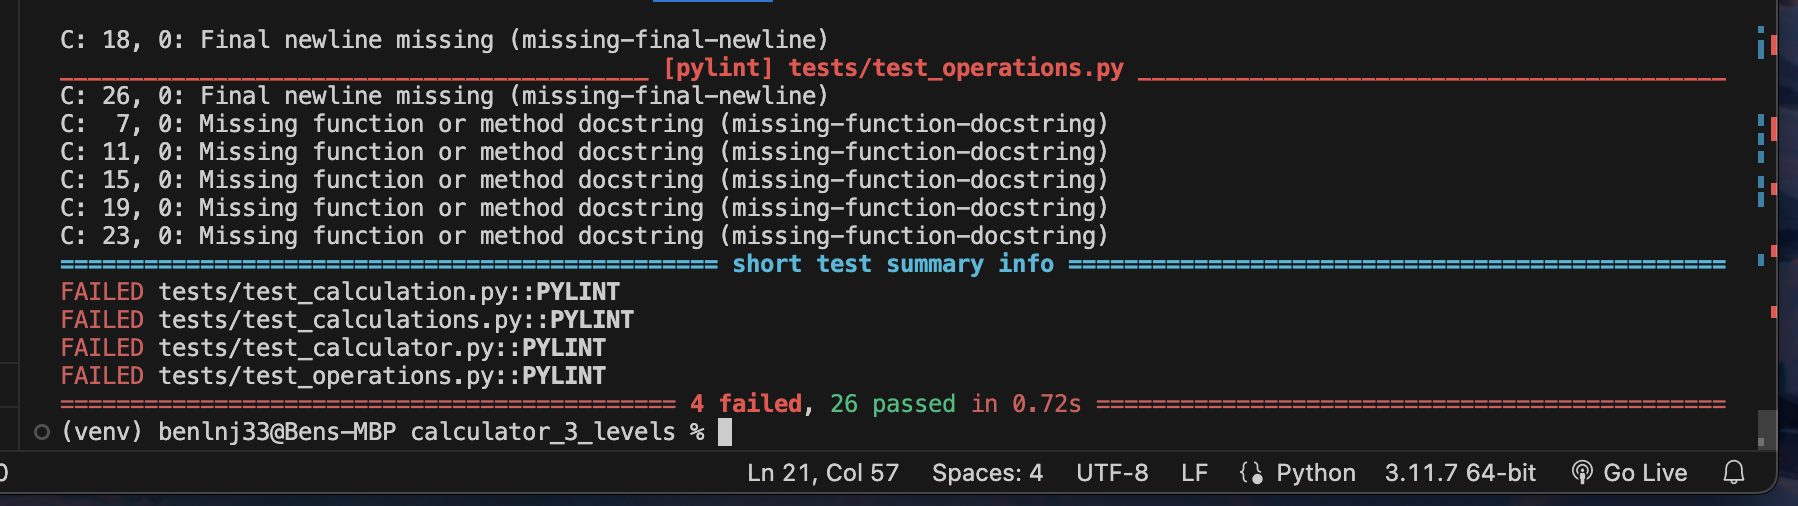 C: 18, 0: Final newline missing (missing-final-newline)
__________________________________________ [pylint] tests/test_operations.py __________________________________________
C: 26, 0: Final newline missing (missing-final-newline)
C:  7, 0: Missing function or method docstring (missing-function-docstring)
C: 11, 0: Missing function or method docstring (missing-function-docstring)
C: 15, 0: Missing function or method docstring (missing-function-docstring)
C: 19, 0: Missing function or method docstring (missing-function-docstring)
C: 23, 0: Missing function or method docstring (missing-function-docstring)
=============================================== short test summary info ===============================================
FAILED tests/test_calculation.py::PYLINT
FAILED tests/test_calculations.py::PYLINT
FAILED tests/test_calculator.py::PYLINT
FAILED tests/test_operations.py::PYLINT
============================================ 4 failed, 26 passed in 0.72s =============================================
(venv) benlnj33@Bens-MBP calculator_3_levels %
Ln 21, Col 57 Spaces: 4 UTF-8 LF {} Python 3.11.7 64-bit Go Live